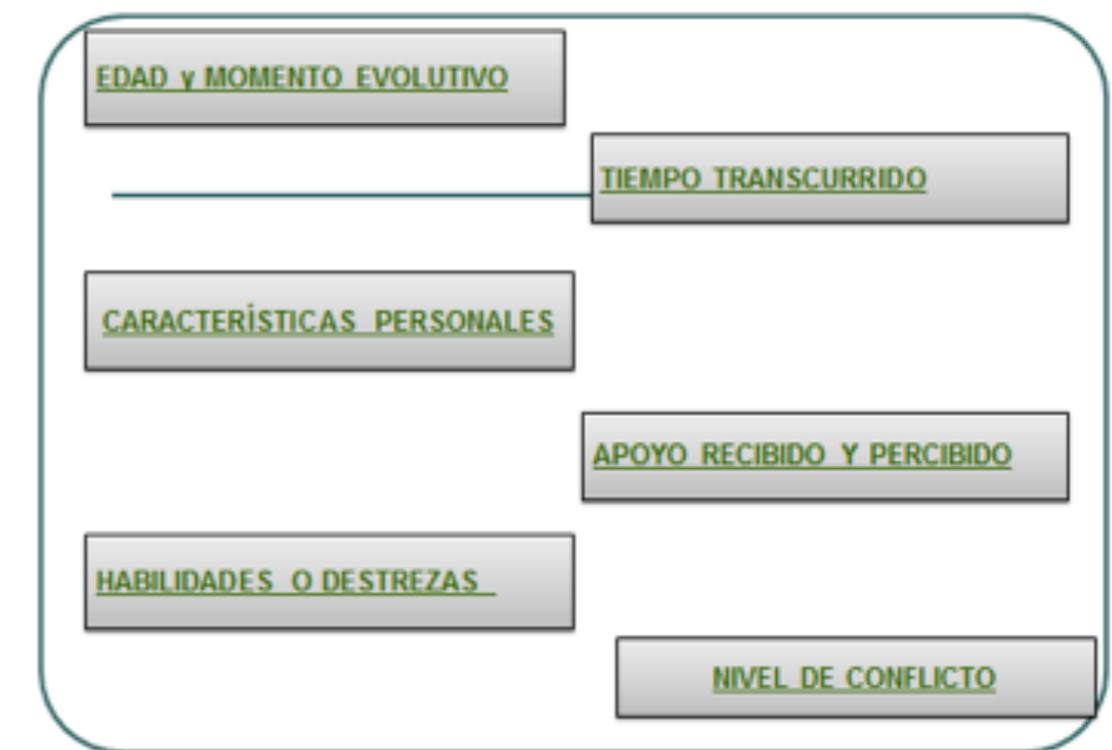 EDAD y MOMENTO EVOLUTIVO
TIEMPO TRANSCURRIDO
CARACTERÍSTICAS PERSONALES
APOYO RECIBIDO Y PERCIBIDO
HABILIDADES O DESTREZAS
NIVEL DE CONFLICTO